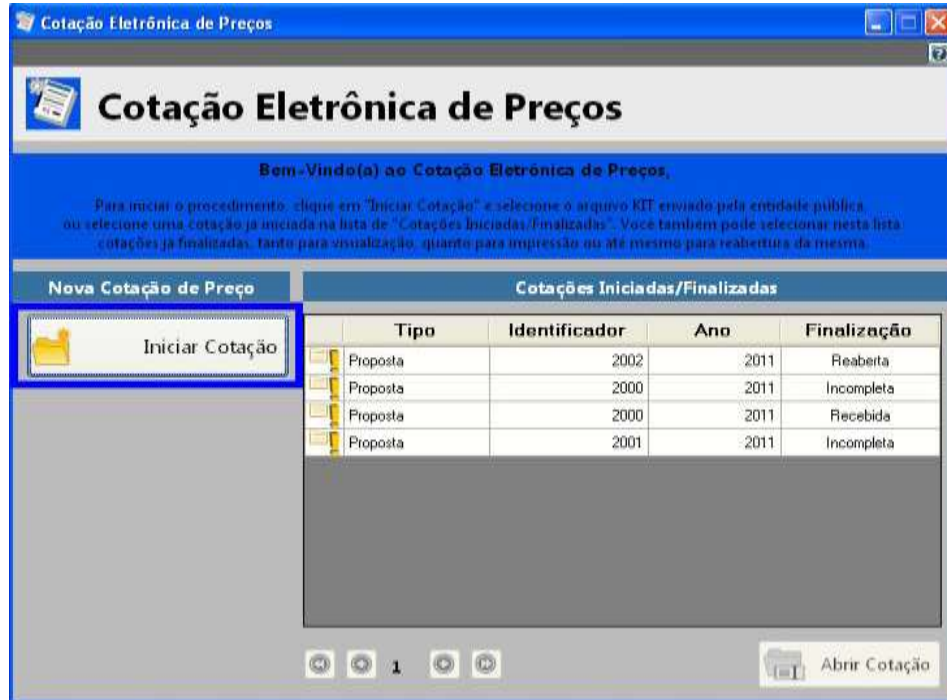 Cotação Eletrônica de Preços
Cotação Eletrônica de Preços
Bem-Vindo(a) ao Cotação Eletrônica de Preços,
Para iniciar o procedimento, clique em "Iniciar Cotação" e selecione o arquivo KIT enviado pela entidade pública,
ou selecione uma cotação ja iniciada na lista de "Cotações Iniciadas/Finalizadas". Voce tambem pode selecionar nesta lista
cotações ja finalizadas, tanto para visualização, quanto para impressão ou até mesmo para reabertura da mesma.
Nova Cotação de Preço
Cotações Iniciadas/Finalizadas
Iniciar Cotação
Tipo Identificador Ano Finalização
Proposta 2002 2011 Reaberta
Proposta 2000 2011 Incompleta
Proposta 2000 2011 Recebida
Proposta 2001 2011 Incompleta
1
Abrir Cotação